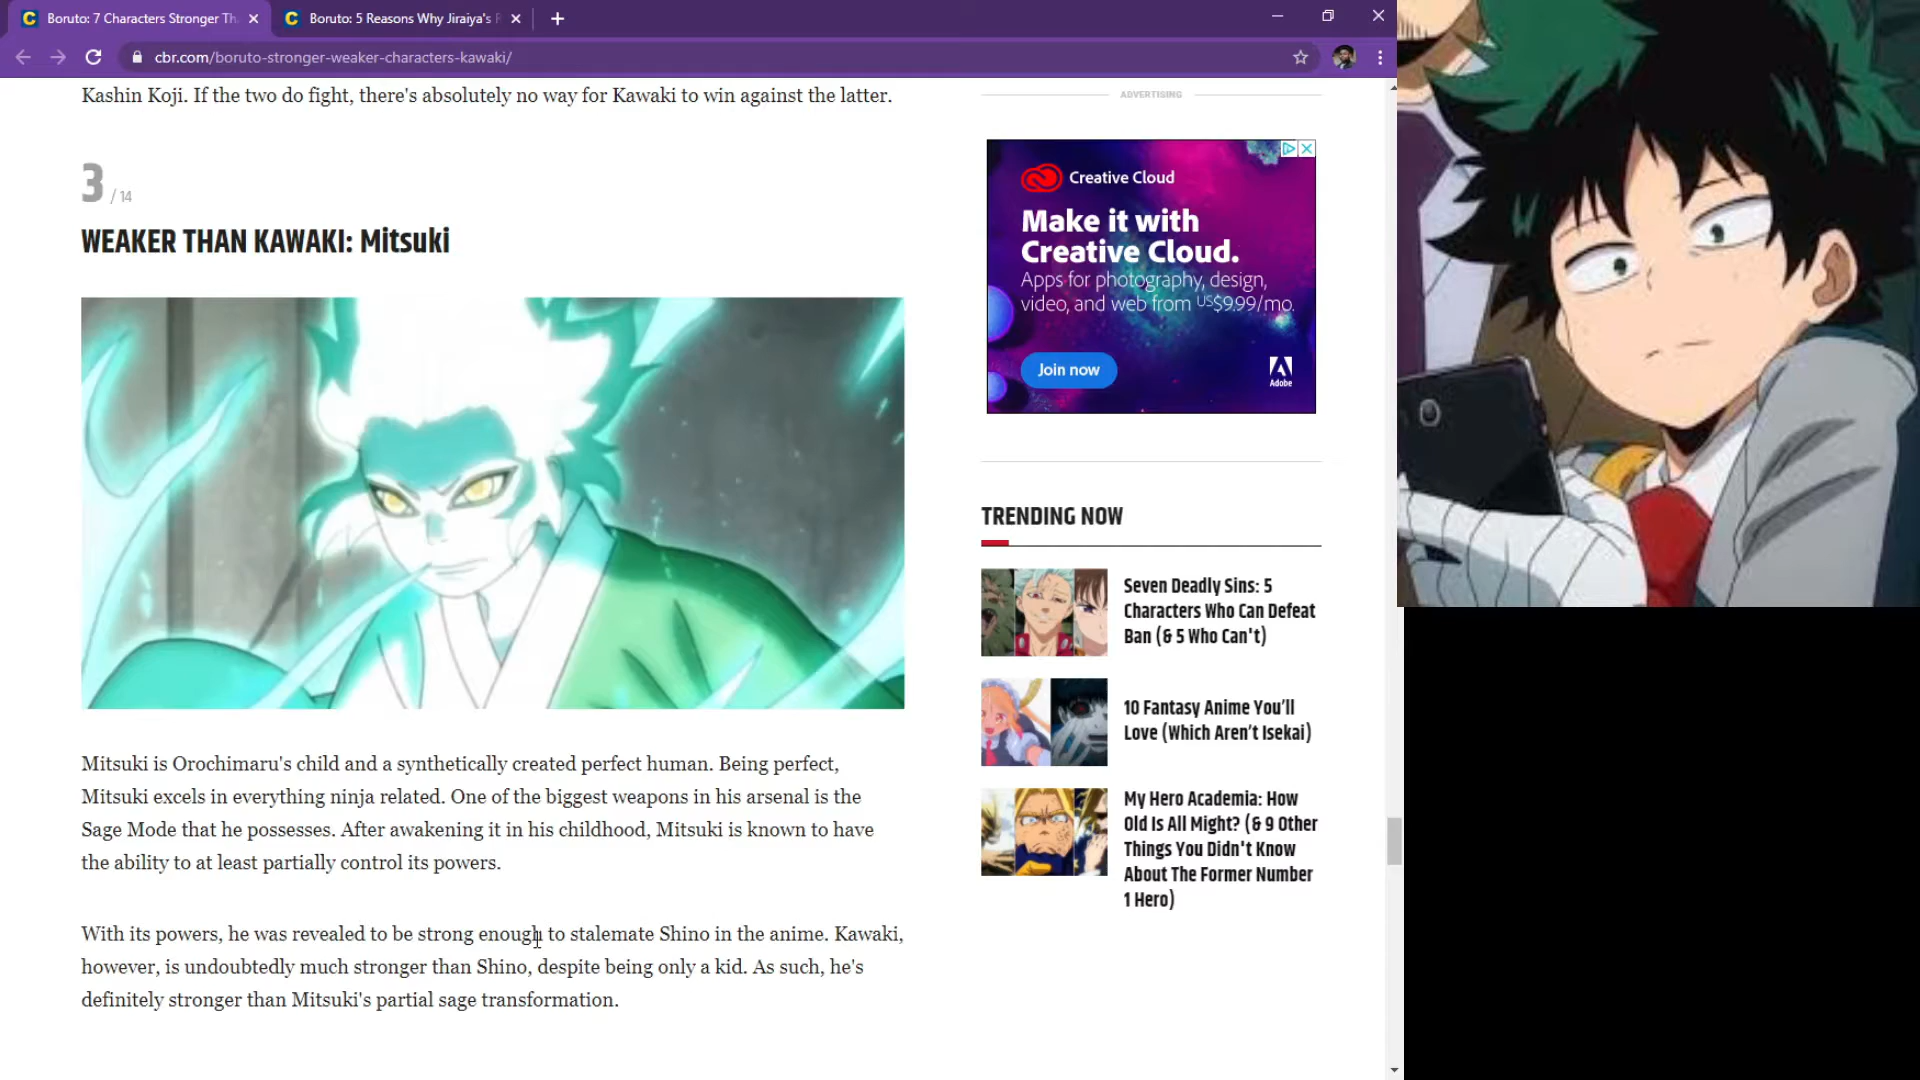 Boruto: 7 Characters Stronger Th
Boruto: 5 Reasons Why Jiraiya's
cbr.com/boruto-stronger-weaker-characters-kawaki/
Kashin Koji. If the two do fight, there's absolutely no way for Kawaki to win against the latter.
3 / 14
WEAKER THAN KAWAKI: Mitsuki
Mitsuki is Orochimaru's child and a synthetically created perfect human. Being perfect,
Mitsuki excels in everything ninja related. One of the biggest weapons in his arsenal is the
Sage Mode that he possesses. After awakening it in his childhood, Mitsuki is known to have
the ability to at least partially control its powers.
With its powers, he was revealed to be strong enough to stalemate Shino in the anime. Kawaki,
however, is undoubtedly much stronger than Shino, despite being only a kid. As such, he's
definitely stronger than Mitsuki's partial sage transformation.
ADVERTISING
Creative Cloud
Make it with
Creative Cloud.
Apps for photography, design,
video, and web from US$9.99/mo.
Join now
Adobe
TRENDING NOW
Seven Deadly Sins: 5
Characters Who Can Defeat
Ban (& 5 Who Can't)
10 Fantasy Anime You'll
Love (Which Aren't Isekai)
My Hero Academia: How
Old Is All Might? (& 9 Other
Things You Didn't Know
About The Former Number
1 Hero)